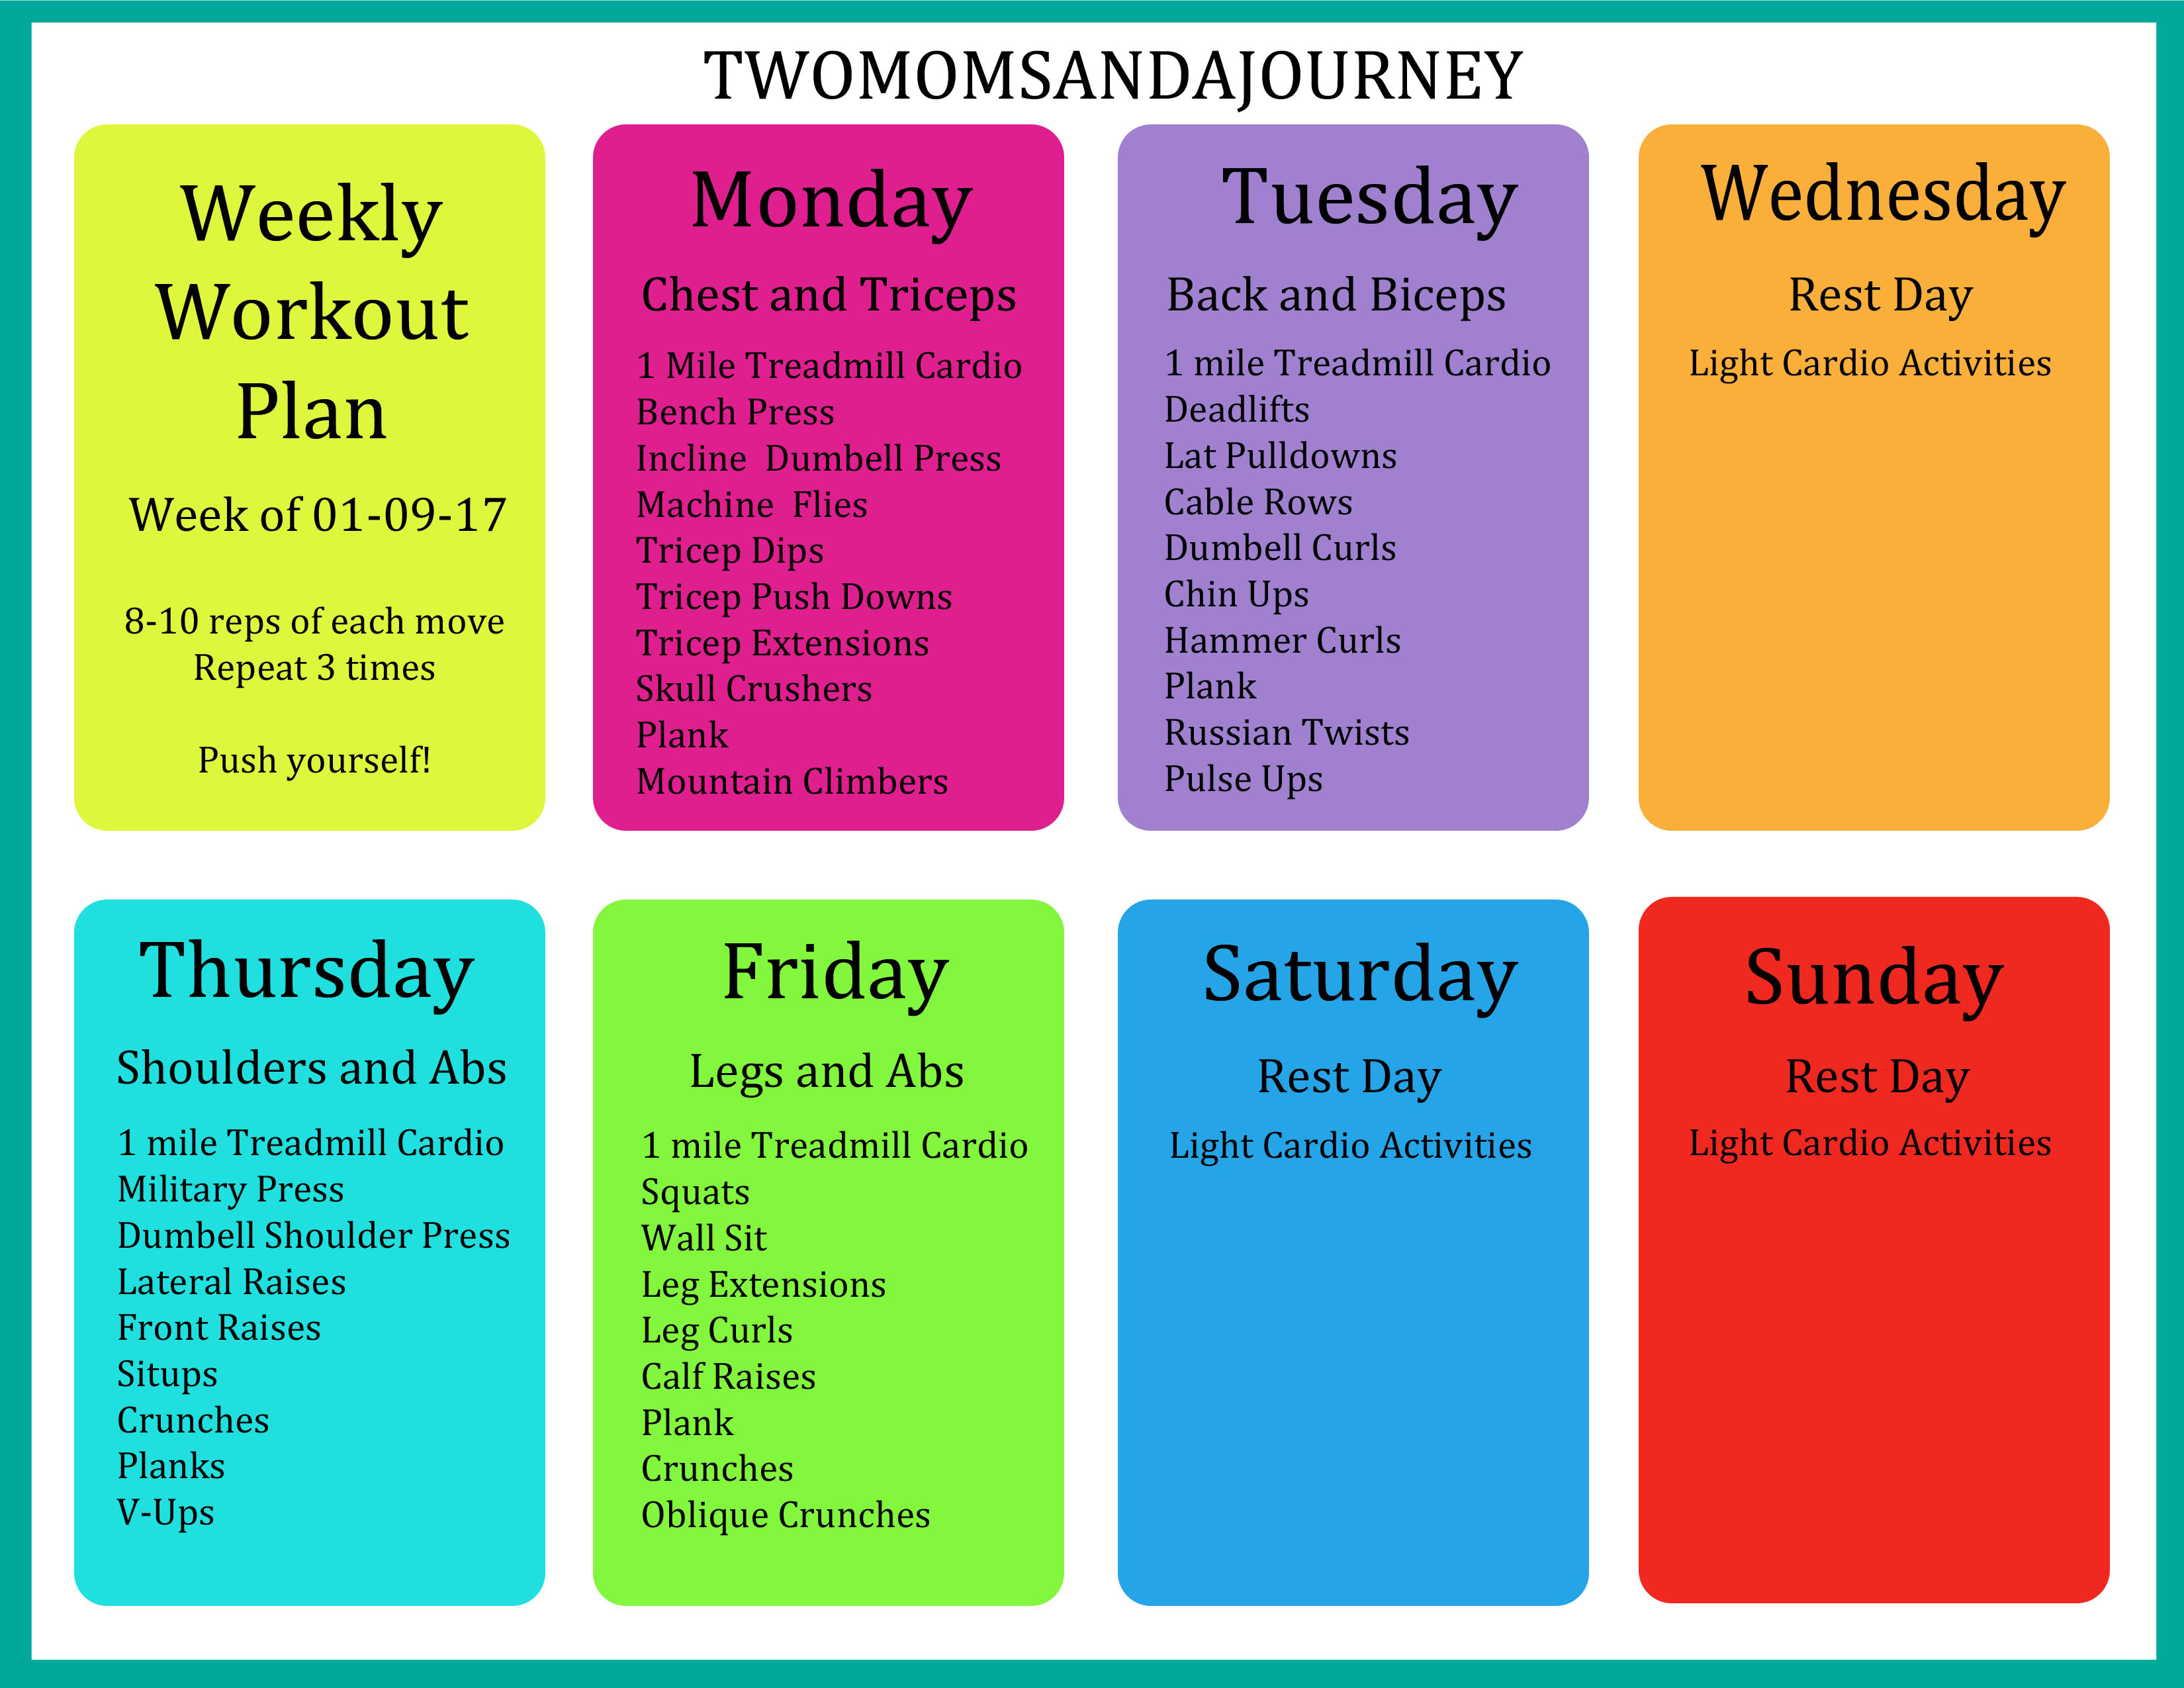 TWOMOMSANDAJOURNEY
Weekly
Workout
Plan
Week of 01-09-17
8-10 reps of each move
Repeat 3 times
Push yourself!
Monday
Chest and Triceps
1 Mile Treadmill Cardio
Bench Press
Incline  Dumbell Press
Machine  Flies
Tricep Dips
Tricep Push Downs
Tricep Extensions
Skull Crushers
Plank
Mountain Climbers
Tuesday
Back and Biceps
1 mile Treadmill Cardio
Deadlifts
Lat Pulldowns
Cable Rows
Dumbell Curls
Chin Ups
Hammer Curls
Plank
Russian Twists
Pulse Ups
Wednesday
Rest Day
Light Cardio Activities
Thursday
Shoulders and Abs
1 mile Treadmill Cardio
Military Press
Dumbell Shoulder Press
Lateral Raises
Front Raises
Situps
Crunches
Planks
V-Ups
Friday
Legs and Abs
1 mile Treadmill Cardio
Squats
Wall Sit
Leg Extensions
Leg Curls
Calf Raises
Plank
Crunches
Oblique Crunches
Saturday
Rest Day
Light Cardio Activities
Sunday
Rest Day
Light Cardio Activities